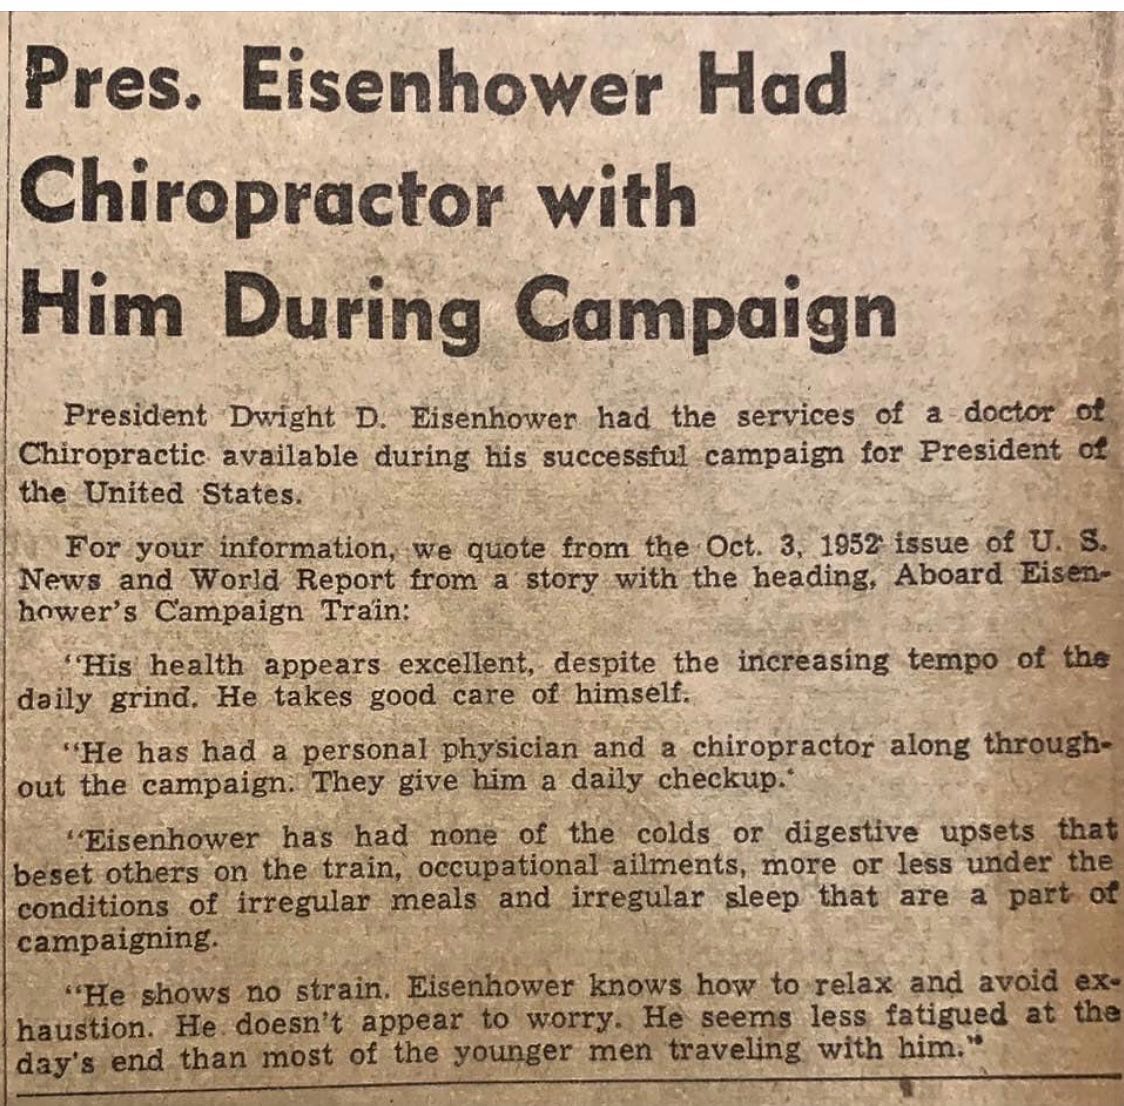 Pres. Eisenhower Had
Chiropractor with
Him During Campaign
President Dwight D. Eisenhower had the services of a doctor of
Chiropractic available during his successful campaign for President of
the United States.
For your information, we quote from the Oct. 3, 1952 issue of U. S.
News and World Report from a story with the heading, Aboard Eisen-
hower's Campaign Train:
"His health appears excellent, despite the increasing tempo of the
daily grind. He takes good care of himself.
"He has had a personal physician and a chiropractor along through-
out the campaign. They give him a daily checkup.'
"Eisenhower has had none of the colds or digestive upsets that
beset others on the train, occupational ailments, more or less under the
conditions of irregular meals and irregular sleep that are a part of
campaigning.
"He shows no strain. Eisenhower knows how to relax and avoid ex-
haustion. He doesn't appear to worry. He seems less fatigued at the
day's end than most of the younger men traveling with him."